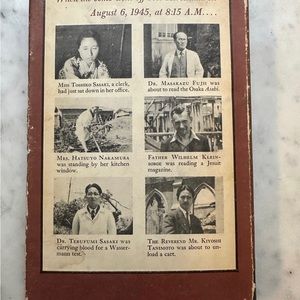 August 6, 1945, at 8:15 A.M. . . .
Miss Toshiko Sasaki, a clerk,
had just sat down in her office.
Dr. Masakazu Fujii was
about to read the Osaka Asahi.
Mrs. Hatsuyo Nakamura
was standing by her kitchen
window.
Father Wilhelm Klein-
sorge was reading a Jesuit
magazine.
Dr. Terufumi Sasaki was
carrying blood for a Wasser-
mann test.
The Reverend Mr. Kiyoshi
Tanimoto was about to un-
load a cart.